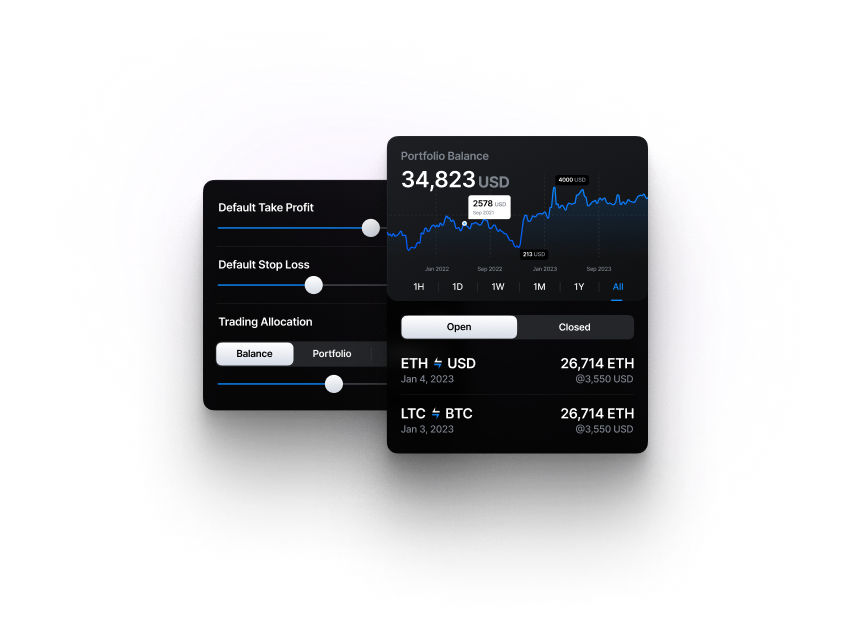 Default Take Profit
Default Stop Loss
Trading Allocation
Balance Portfolio
Portfolio Balance
34,823 USD
4000 USD
2578 USD
Sep 2021
213 USD
Jan 2022 Sep 2022 Jan 2023 Sep 2023
1H 1D 1W 1M 1Y All
Open Closed
ETH USD 26,714 ETH
Jan 4, 2023 @3,550 USD
LTC BTC 26,714 ETH
Jan 3, 2023 @3,550 USD